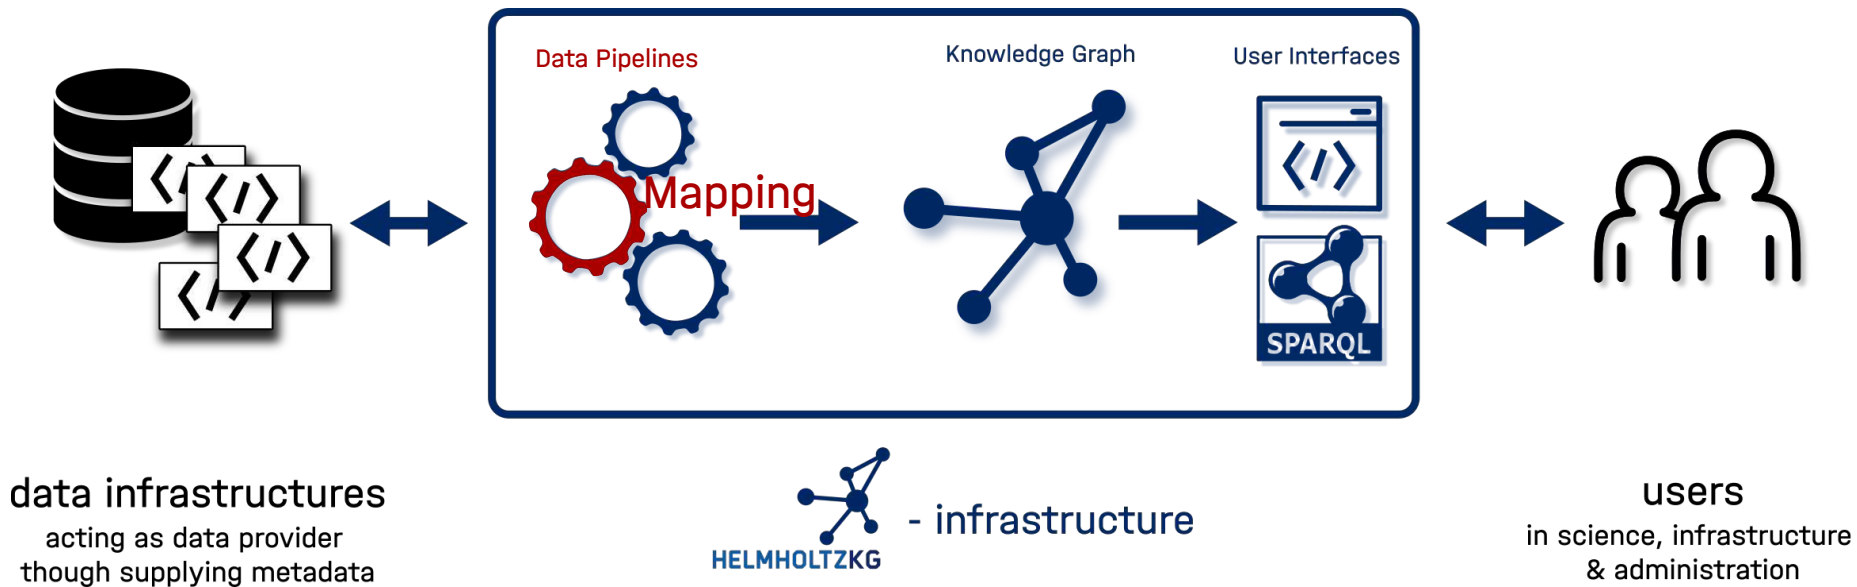 Data Pipelines
Knowledge Graph
User Interfaces
</>
</>
</>
</>
</>
Mapping
SPARQL
data infrastructures
acting as data provider
though supplying metadata
- infrastructure
HELMHOLTZKG
users
in science, infrastructure
& administration